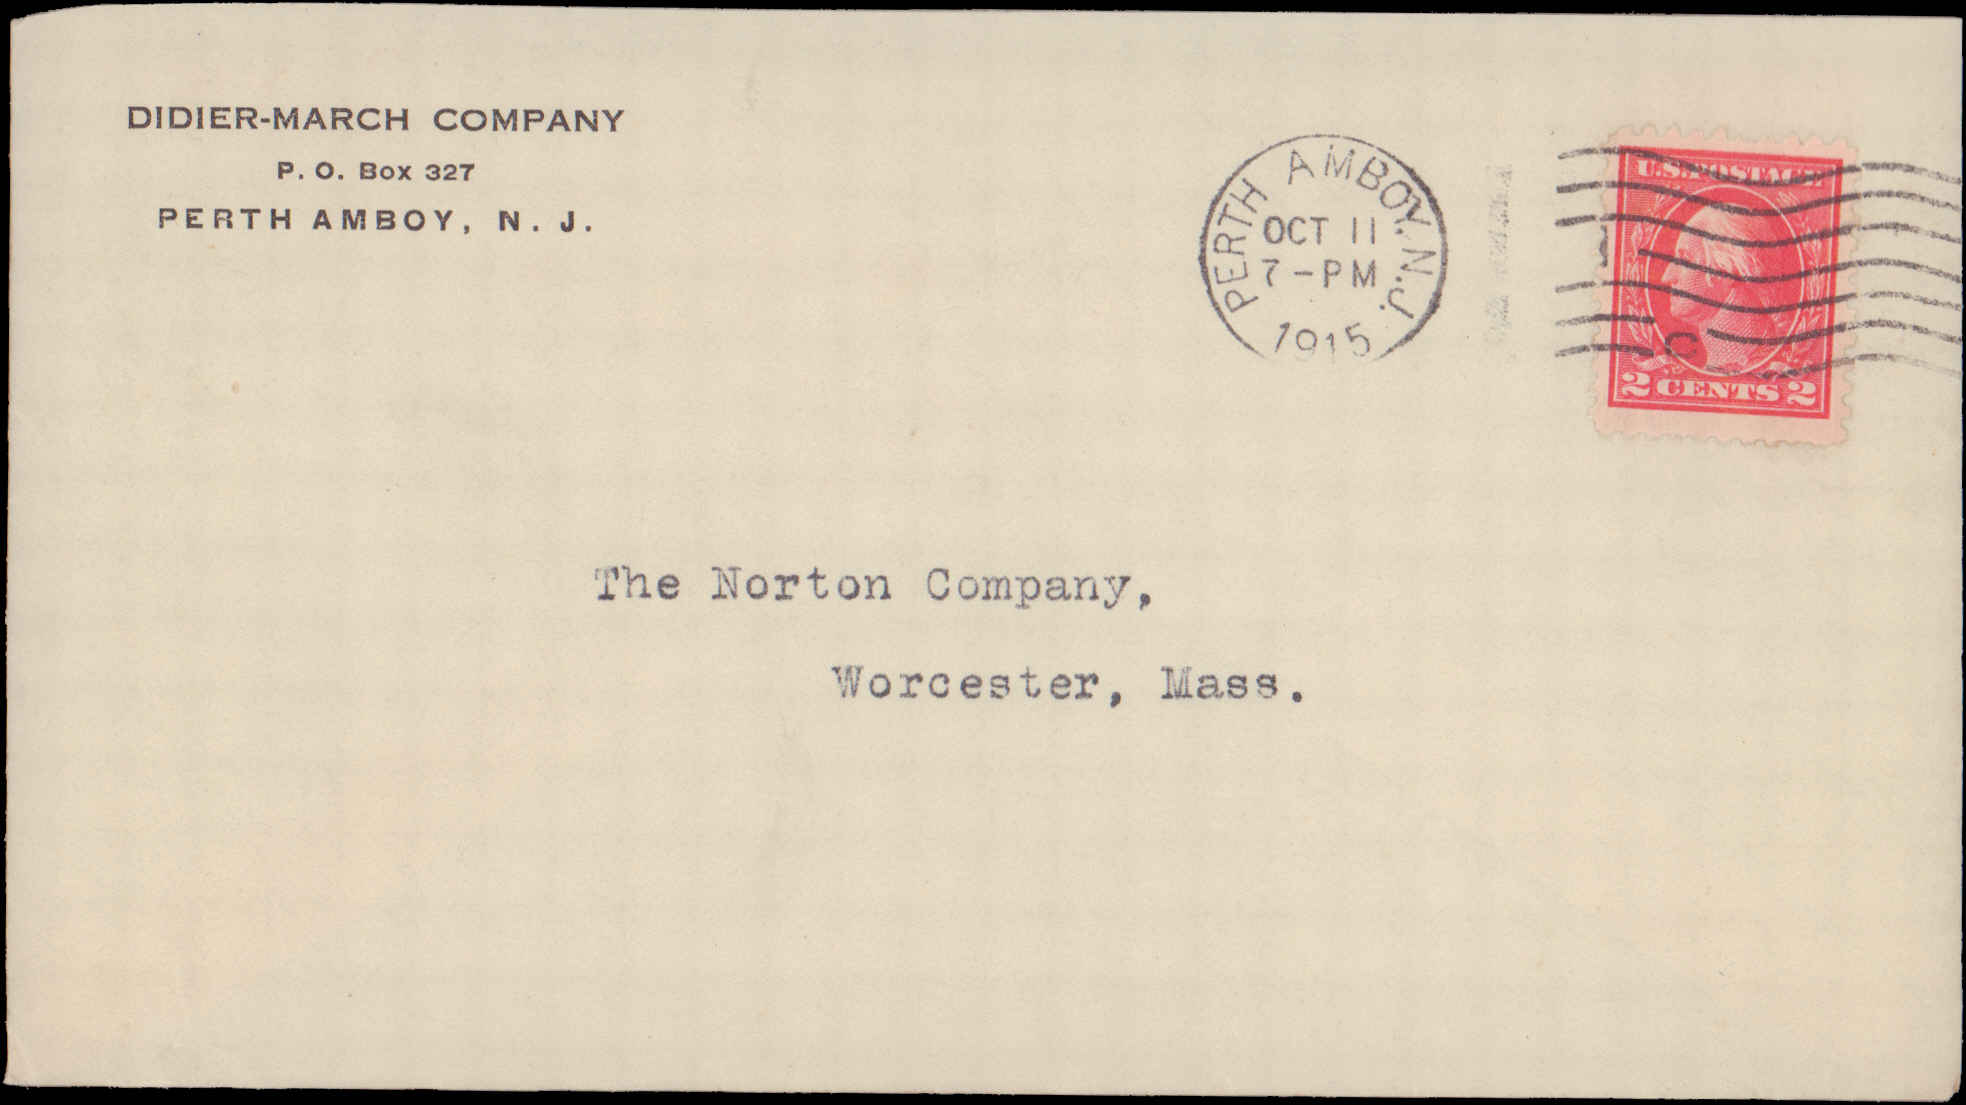 DIDIER-MARCH COMPANY
P. O. Box 327
PERTH AMBOY, N. J.
PERTH AMBOY. N.J.
OCT 11
7-PM
1915
U.S. POSTAGE
2 CENTS 2
The Norton Company,
Worcester, Mass.